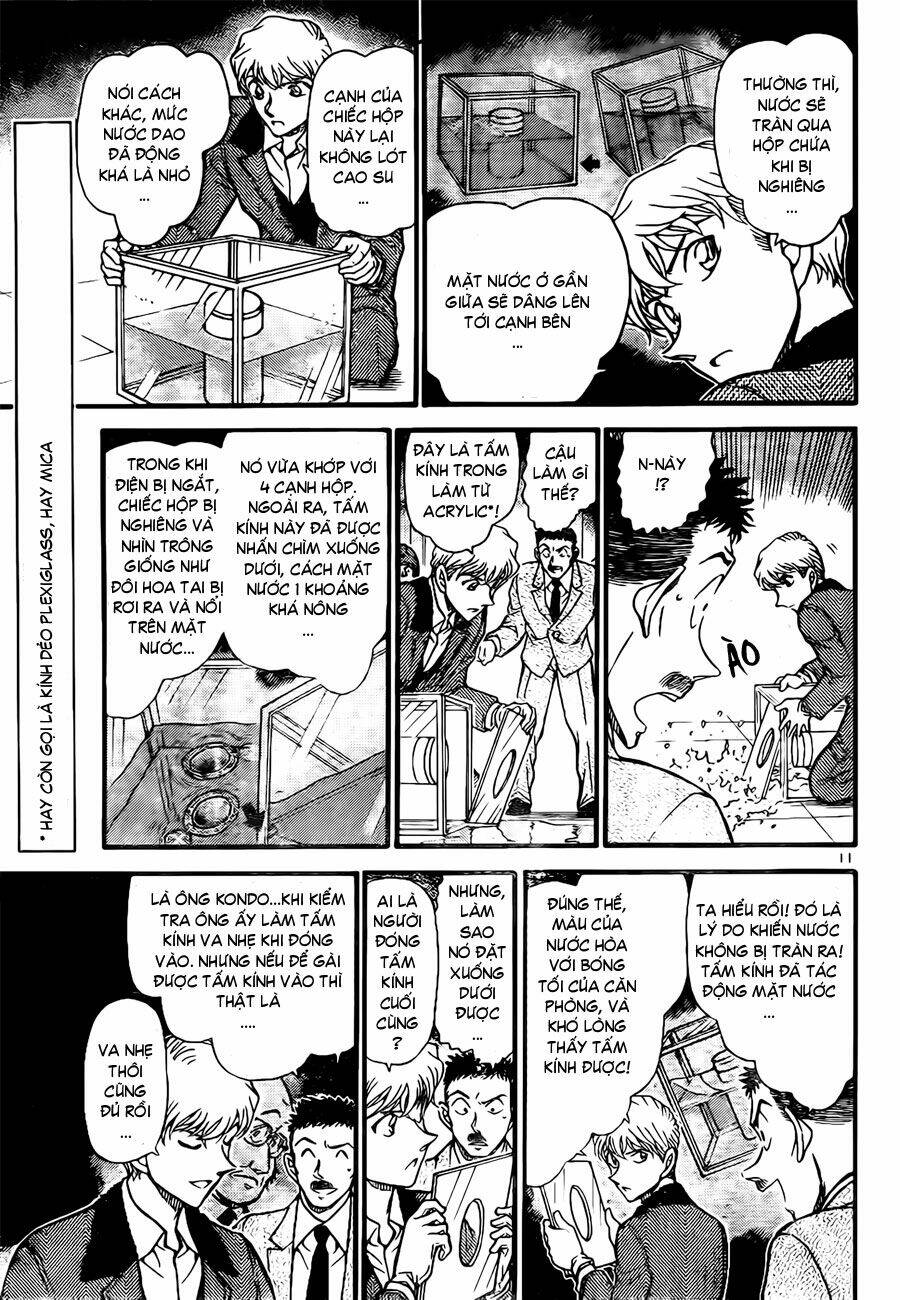 THƯỜNG THÌ,
NƯỚC SẼ
TRÀN QUA
HỘP CHỨA
KHI BỊ
NGHIÊNG
...
MẶT NƯỚC Ở GẦN
GIỮA SẼ DÂNG LÊN
TỚI CẠNH BÊN
...
CẠNH CỦA
CHIẾC HỘP
NÀY LẠI
KHÔNG LÓT
CAO SU
...
NÓI CÁCH
KHÁC, MỨC
NƯỚC DAO
ĐÃ ĐỘNG
KHÁ LÀ NHỎ
...
N-NÀY
!?
ÀO
CẬU
LÀM GÌ
THẾ?
ĐÂY LÀ TẤM
KÍNH TRONG
LÀM TỪ
ACRYLIC*!
NÓ VỪA KHỚP VỚI
4 CẠNH HỘP.
NGOÀI RA, TẤM
KÍNH NÀY ĐÃ ĐƯỢC
NHẤN CHÌM XUỐNG
DƯỚI, CÁCH MẶT
NƯỚC 1 KHOẢNG
KHÁ NÔNG
...
TRONG KHI
ĐIỆN BỊ NGẮT,
CHIẾC HỘP BỊ
NGHIÊNG VÀ
NHÌN TRÔNG
GIỐNG NHƯ
ĐÔI HOA TAI BỊ
RƠI RA VÀ NỔI
TRÊN MẶT
NƯỚC...
* HAY CÒN GỌI LÀ KÍNH DẺO PLEXIGLASS, HAY MICA
11
TA HIỂU RỒI! ĐÓ LÀ
LÝ DO KHIẾN NƯỚC
KHÔNG BỊ TRÀN RA!
TẤM KÍNH ĐÃ TÁC
ĐỘNG MẶT NƯỚC
...
ĐÚNG THẾ,
MÀU CỦA
NƯỚC HÒA
VỚI BÓNG
TỐI CỦA CĂN
PHÒNG, VÀ
KHÓ LÒNG
THẤY TẤM
KÍNH ĐƯỢC!
NHƯNG,
LÀM
SAO
NÓ ĐẶT
XUỐNG
DƯỚI
ĐƯỢC
...
AI LÀ
NGƯỜI
ĐÓNG
TẤM
KÍNH
CUỐI
CÙNG
?
LÀ ÔNG KONDO...KHI KIỂM
TRA ÔNG ẤY LÀM TẤM
KÍNH VA NHẸ KHI ĐÓNG
VÀO. NHƯNG NẾU ĐỂ GÀI
ĐƯỢC TẤM KÍNH VÀO THÌ
THẬT LÀ
....
VA NHẸ
THÔI
CŨNG
ĐỦ RỒI
...